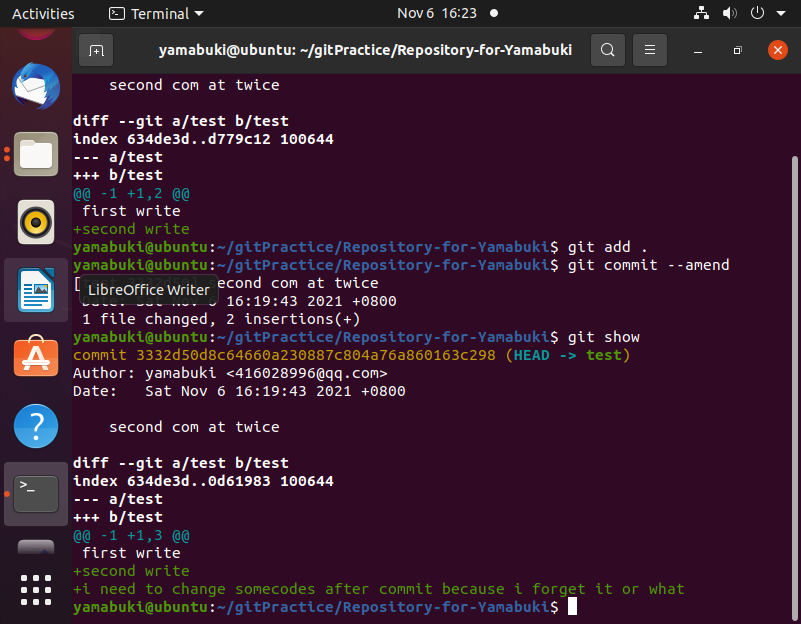 Activities
Terminal
Nov 6 16:23
yamabuki@ubuntu: ~/gitPractice/Repository-for-Yamabuki
second com at twice
diff --git a/test b/test
index 634de3d..d779c12 100644
--- a/test
+++ b/test
@@ -1 +1,2 @@
first write
+second write
yamabuki@ubuntu:~/gitPractice/Repository-for-Yamabuki$ git add .
yamabuki@ubuntu:~/gitPractice/Repository-for-Yamabuki$ git commit --amend
[ second com at twice
LibreOffice Writer
Date: Sat Nov 6 16:19:43 2021 +0800
1 file changed, 2 insertions(+)
yamabuki@ubuntu:~/gitPractice/Repository-for-Yamabuki$ git show
commit 3332d50d8c64660a230887c804a76a860163c298 (HEAD -> test)
Author: yamabuki <416028996@qq.com>
Date:   Sat Nov 6 16:19:43 2021 +0800
second com at twice
diff --git a/test b/test
index 634de3d..0d61983 100644
--- a/test
+++ b/test
@@ -1 +1,3 @@
first write
+second write
+i need to change somecodes after commit because i forget it or what
yamabuki@ubuntu:~/gitPractice/Repository-for-Yamabuki$